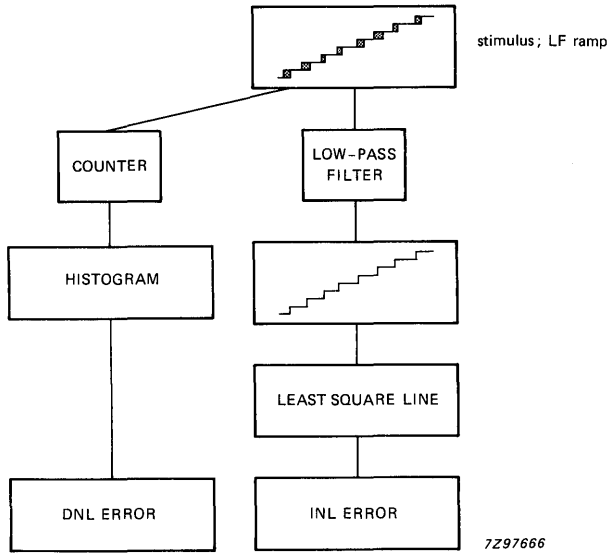 stimulus; LF ramp
COUNTER
LOW-PASS
FILTER
HISTOGRAM
LEAST SQUARE LINE
DNL ERROR
INL ERROR
7Z97666